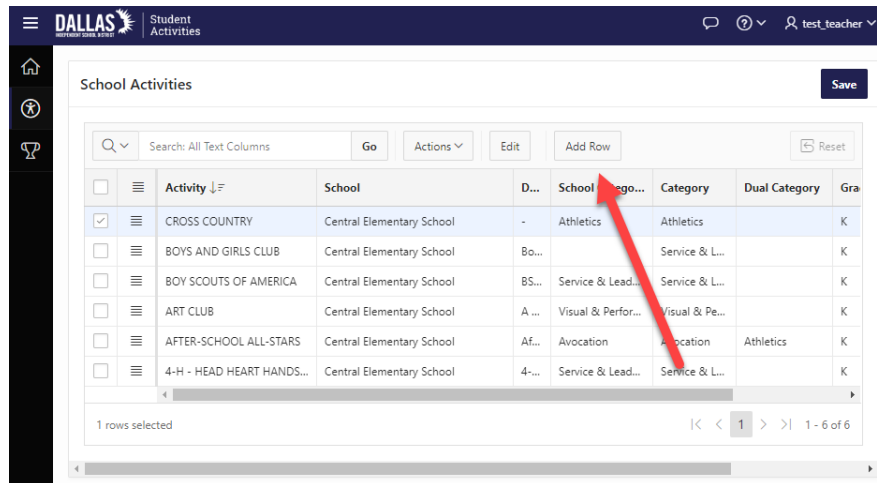 DALLAS
INDEPENDENT SCHOOL DISTRICT
Student
Activities
test_teacher
School Activities
Save
Search: All Text Columns
Go
Actions
Edit
Add Row
Reset
Activity School D... School Catego... Category Dual Category Gra
CROSS COUNTRY Central Elementary School - Athletics Athletics K
BOYS AND GIRLS CLUB Central Elementary School Bo... Service & L... K
BOY SCOUTS OF AMERICA Central Elementary School BS... Service & Lead... Service & L... K
ART CLUB Central Elementary School A ... Visual & Perfor... Visual & Pe... K
AFTER-SCHOOL ALL-STARS Central Elementary School Af... Avocation Avocation Athletics K
4-H - HEAD HEART HANDS... Central Elementary School 4-... Service & Lead... Service & L... K
1 rows selected
1
1 - 6 of 6